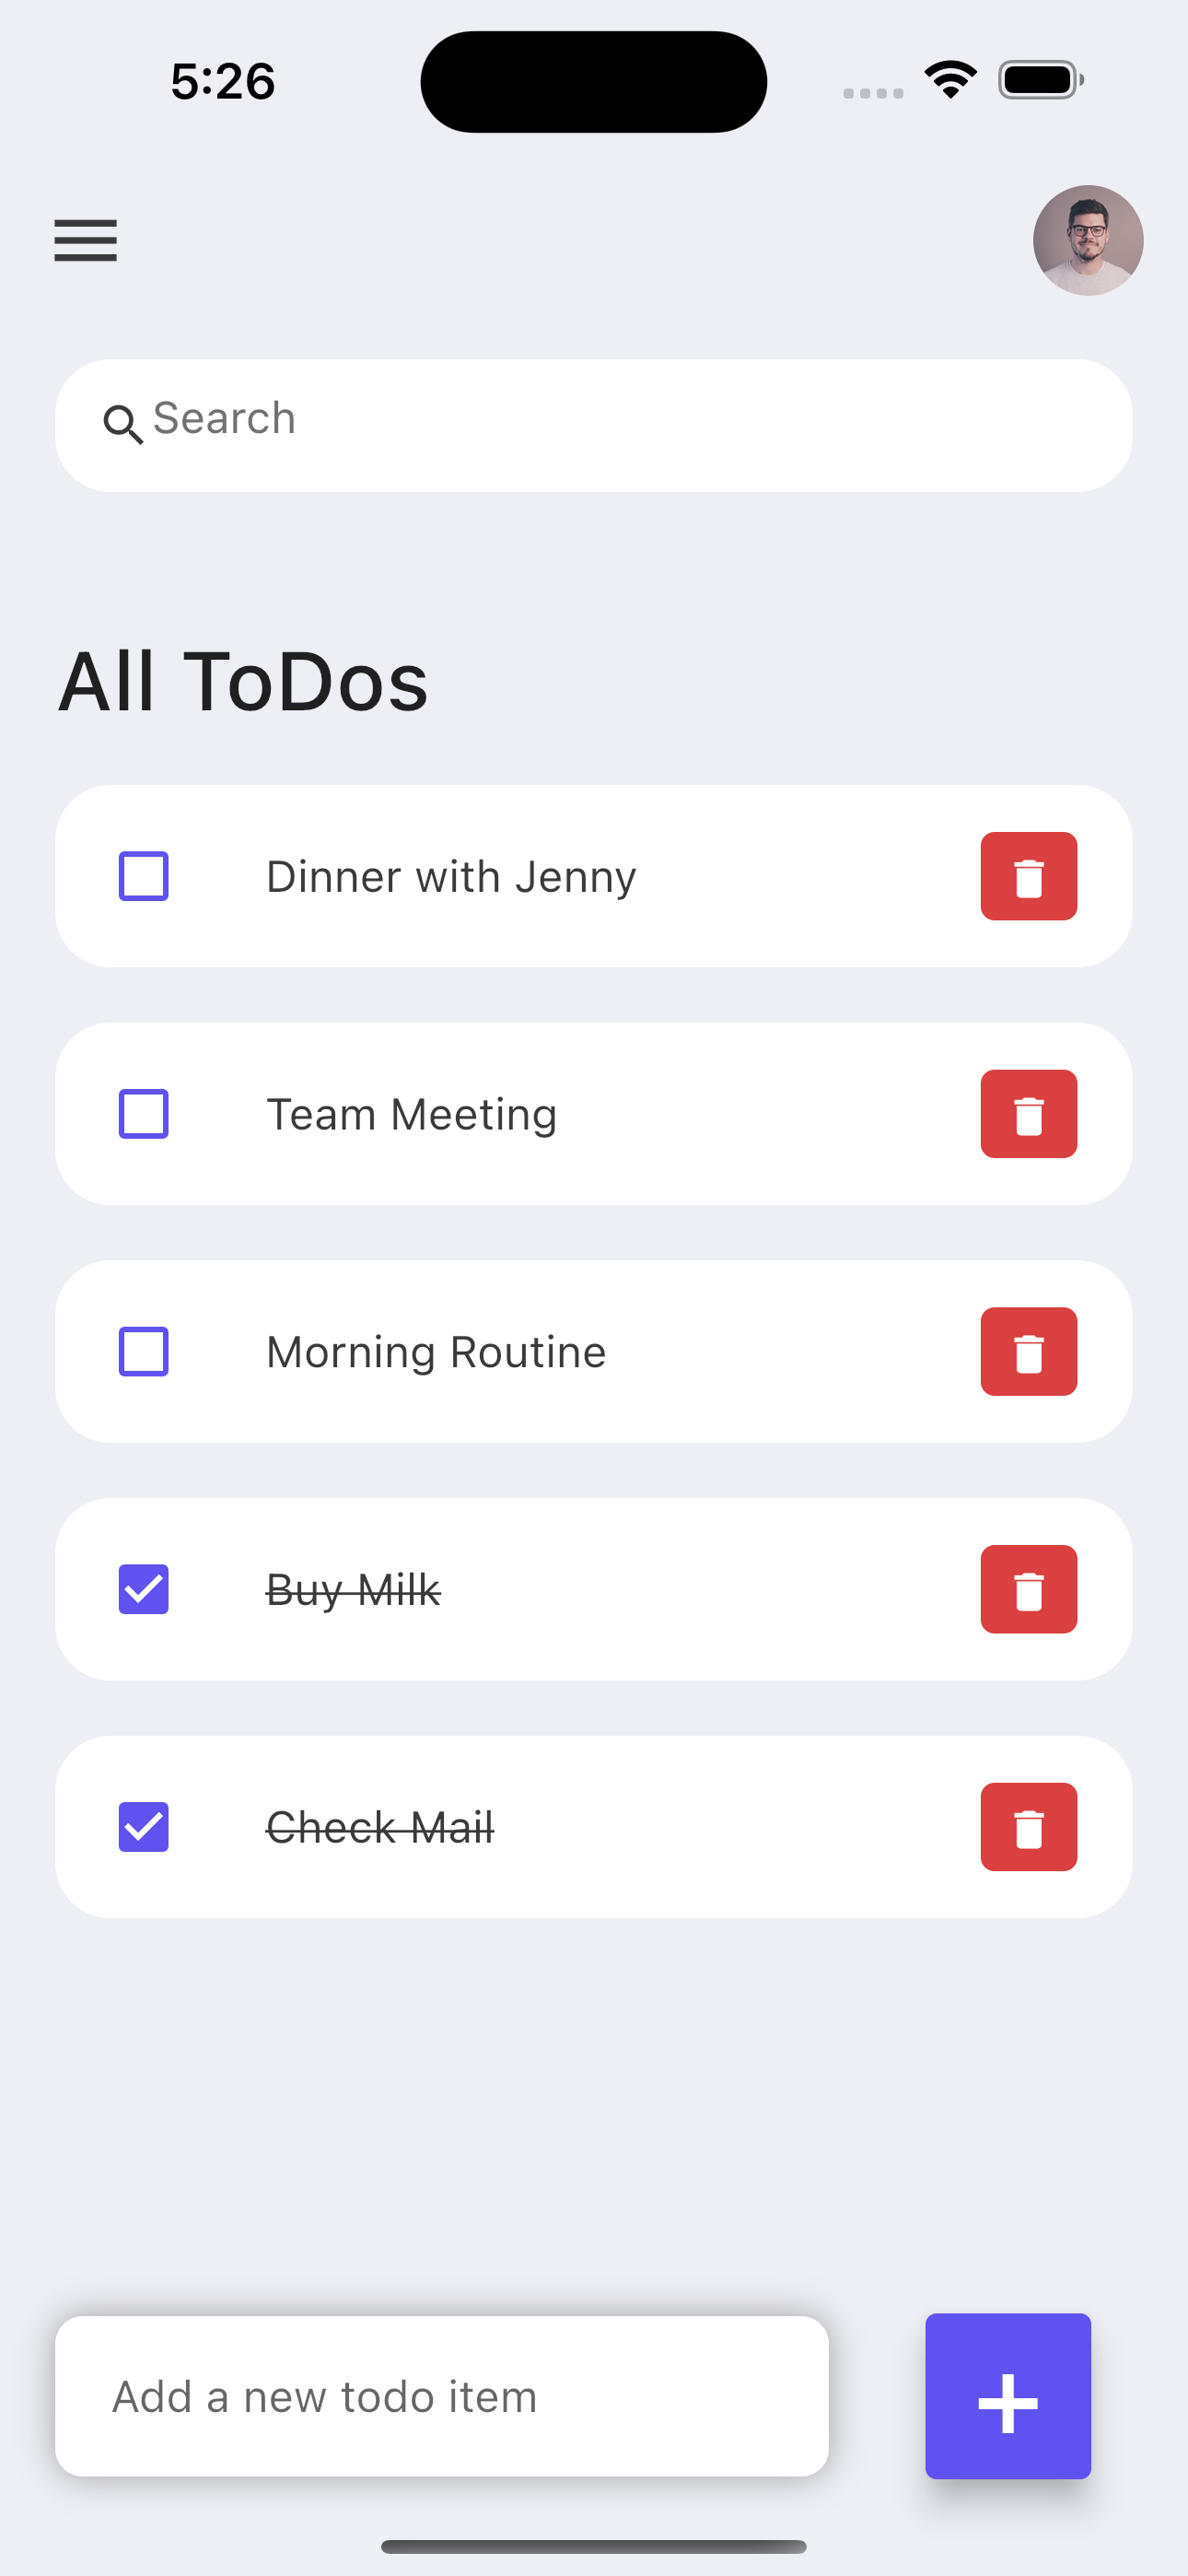 5:26
Search
All ToDos
Dinner with Jenny
Team Meeting
Morning Routine
Buy Milk
Check Mail
Add a new todo item